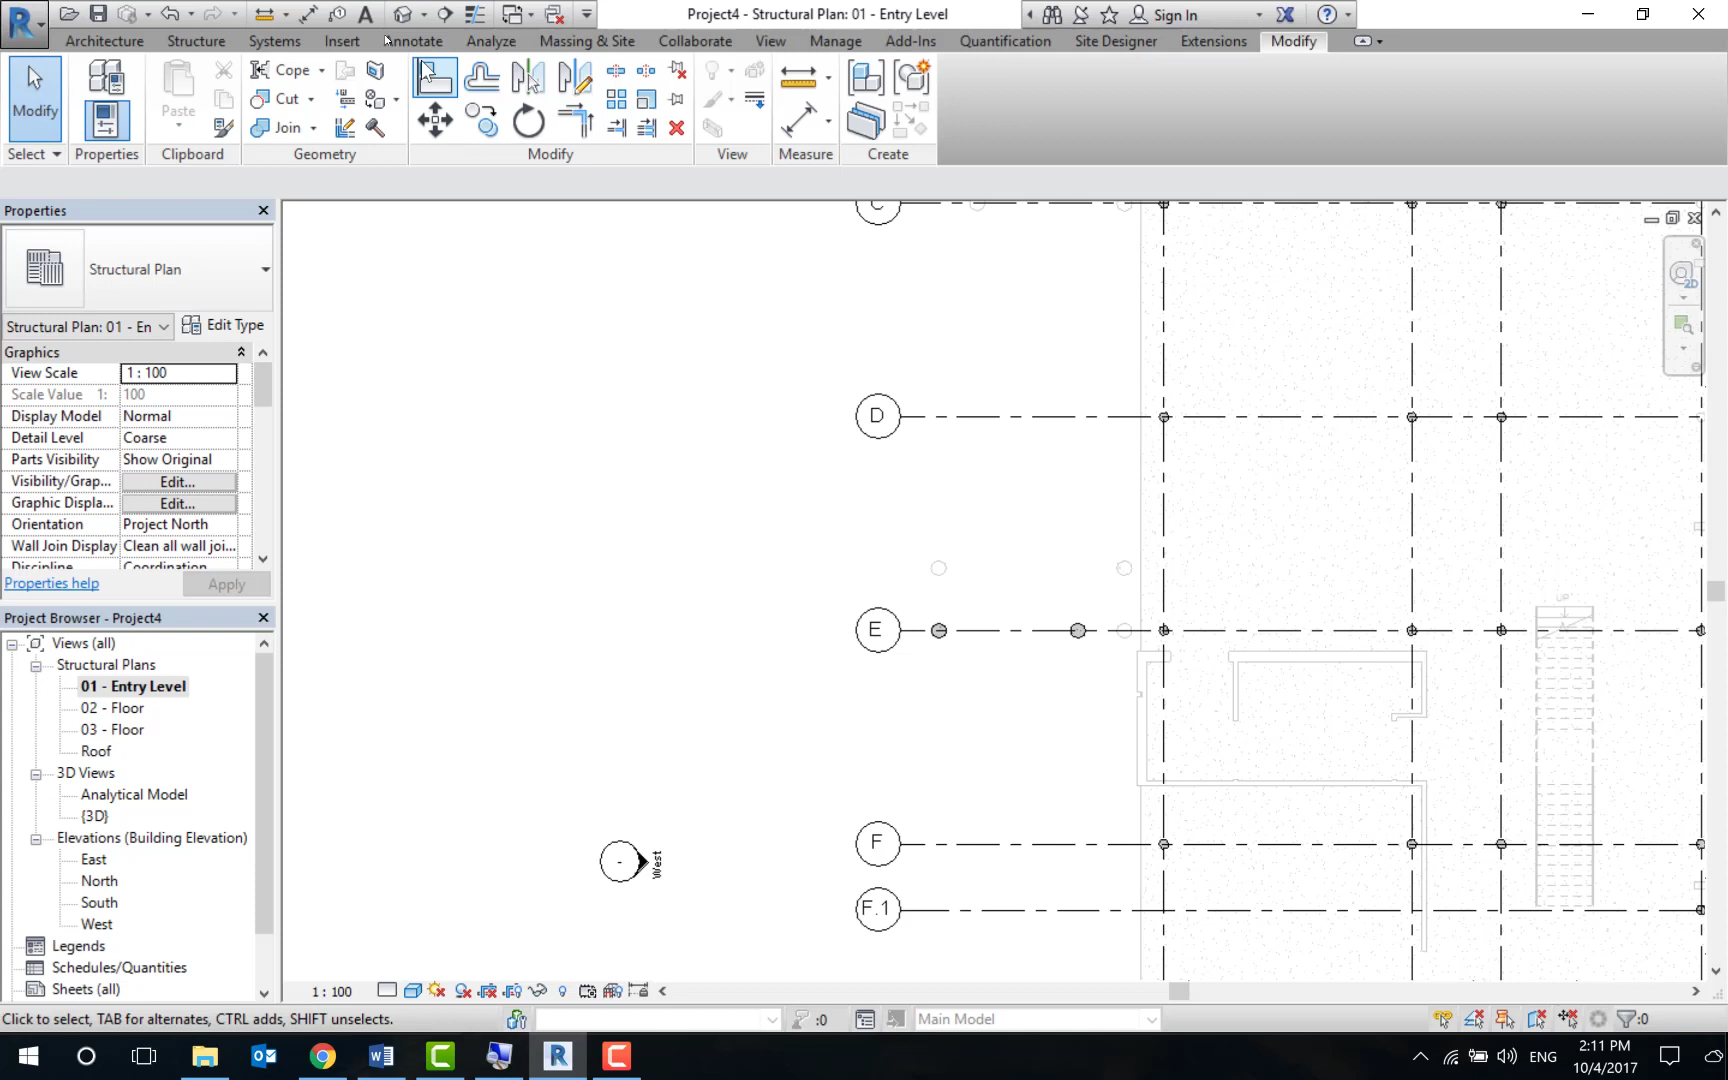 Project4 - Structural Plan: 01 - Entry Level
Sign In
Architecture Structure Systems Insert Annotate Analyze Massing & Site Collaborate View Manage Add-Ins Quantification Site Designer Extensions Modify
Modify
Paste
Cope
Cut
Join
Select Properties Clipboard Geometry Modify View Measure Create
Properties
Structural Plan
Structural Plan: 01 - En
Edit Type
Graphics
View Scale 1 : 100
Scale Value 1: 100
Display Model Normal
Detail Level Coarse
Parts Visibility Show Original
Visibility/Grap... Edit...
Graphic Displa... Edit...
Orientation Project North
Wall Join Display Clean all wall joi...
Discipline Coordination
Properties help
Apply
Project Browser - Project4
Views (all)
Structural Plans
01 - Entry Level
02 - Floor
03 - Floor
Roof
3D Views
Analytical Model
{3D}
Elevations (Building Elevation)
East
North
South
West
Legends
Schedules/Quantities
Sheets (all)
C
D
E
F
F.1
-
West
2D
1 : 100
Click to select, TAB for alternates, CTRL adds, SHIFT unselects.
:0
Main Model
:0
ENG
2:11 PM
10/4/2017